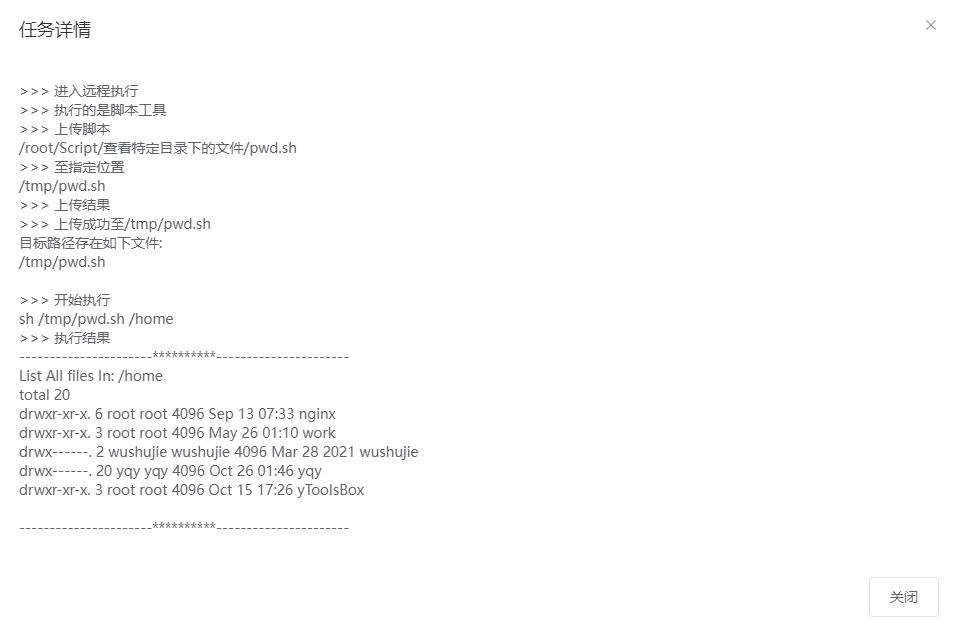 任务详情
>>> 进入远程执行
>>> 执行的是脚本工具
>>> 上传脚本
/root/Script/查看特定目录下的文件/pwd.sh
>>> 至指定位置
/tmp/pwd.sh
>>> 上传结果
>>> 上传成功至/tmp/pwd.sh
目标路径存在如下文件:
/tmp/pwd.sh
>>> 开始执行
sh /tmp/pwd.sh /home
>>> 执行结果
----------------------**********----------------------
List All files In: /home
total 20
drwxr-xr-x. 6 root root 4096 Sep 13 07:33 nginx
drwxr-xr-x. 3 root root 4096 May 26 01:10 work
drwx------. 2 wushujie wushujie 4096 Mar 28 2021 wushujie
drwx------. 20 yqy yqy 4096 Oct 26 01:46 yqy
drwxr-xr-x. 3 root root 4096 Oct 15 17:26 yToolsBox
----------------------**********----------------------
关闭